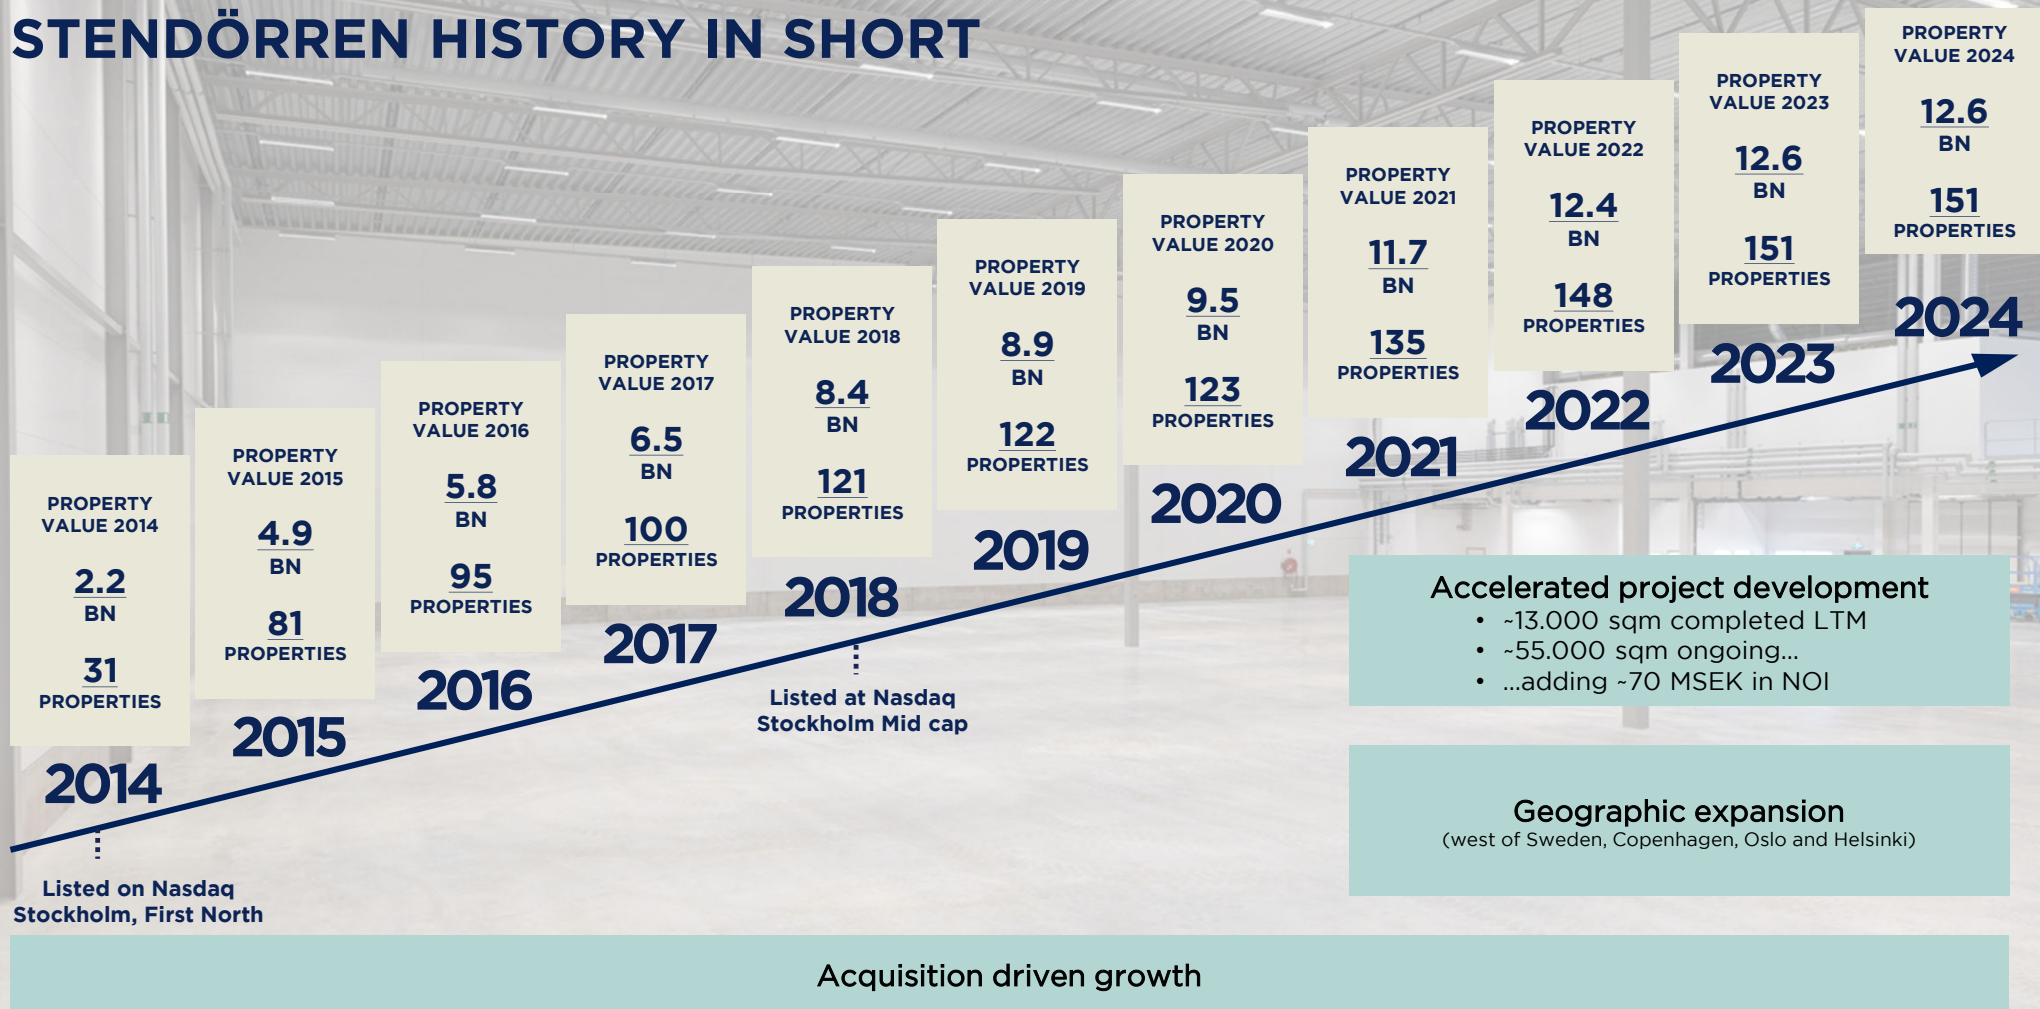 STENDÖRREN HISTORY IN SHORT
PROPERTY
VALUE 2014
2.2
BN
31
PROPERTIES
2014
Listed on Nasdaq
Stockholm, First North
PROPERTY
VALUE 2015
4.9
BN
81
PROPERTIES
2015
PROPERTY
VALUE 2016
5.8
BN
95
PROPERTIES
2016
PROPERTY
VALUE 2017
6.5
BN
100
PROPERTIES
2017
PROPERTY
VALUE 2018
8.4
BN
121
PROPERTIES
2018
Listed at Nasdaq
Stockholm Mid cap
PROPERTY
VALUE 2019
8.9
BN
122
PROPERTIES
2019
PROPERTY
VALUE 2020
9.5
BN
123
PROPERTIES
2020
PROPERTY
VALUE 2021
11.7
BN
135
PROPERTIES
2021
PROPERTY
VALUE 2022
12.4
BN
148
PROPERTIES
2022
PROPERTY
VALUE 2023
12.6
BN
151
PROPERTIES
2023
PROPERTY
VALUE 2024
12.6
BN
151
PROPERTIES
2024
Accelerated project development
• ~13.000 sqm completed LTM
• ~55.000 sqm ongoing...
• ...adding ~70 MSEK in NOI
Geographic expansion
(west of Sweden, Copenhagen, Oslo and Helsinki)
Acquisition driven growth